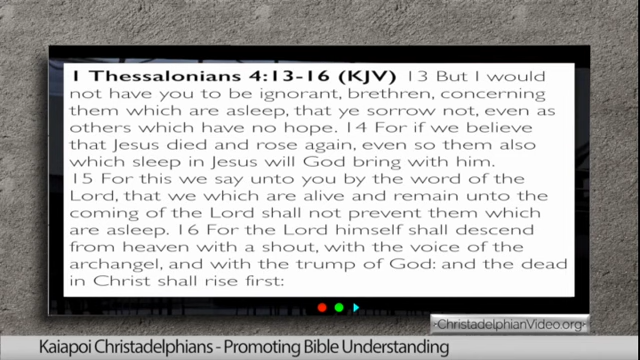 1 Thessalonians 4:13-16 (KJV) 13 But I would
not have you to be ignorant, brethren, concerning
them which are asleep, that ye sorrow not, even as
others which have no hope. 14 For if we believe
that Jesus died and rose again, even so them also
which sleep in Jesus will God bring with him.
15 For this we say unto you by the word of the
Lord, that we which are alive and remain unto the
coming of the Lord shall not prevent them which
are asleep. 16 For the Lord himself shall descend
from heaven with a shout, with the voice of the
archangel, and with the trump of God: and the dead
in Christ shall rise first:
ChristadelphianVideo.org
Kaiapoi Christadelphians - Promoting Bible Understanding